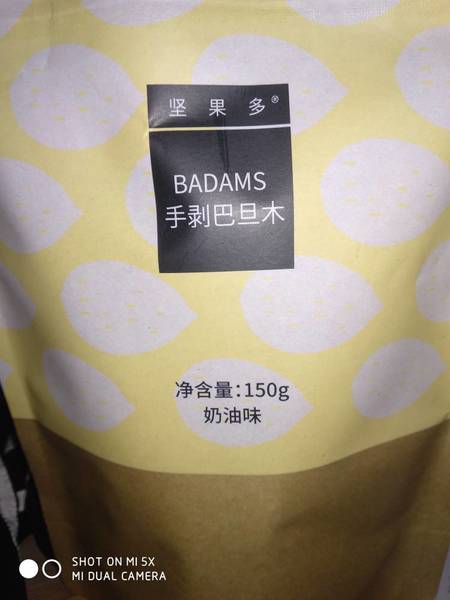 坚果多®
BADAMS
手剥巴旦木
净含量:150g
奶油味
SHOT ON MI 5X
MI DUAL CAMERA